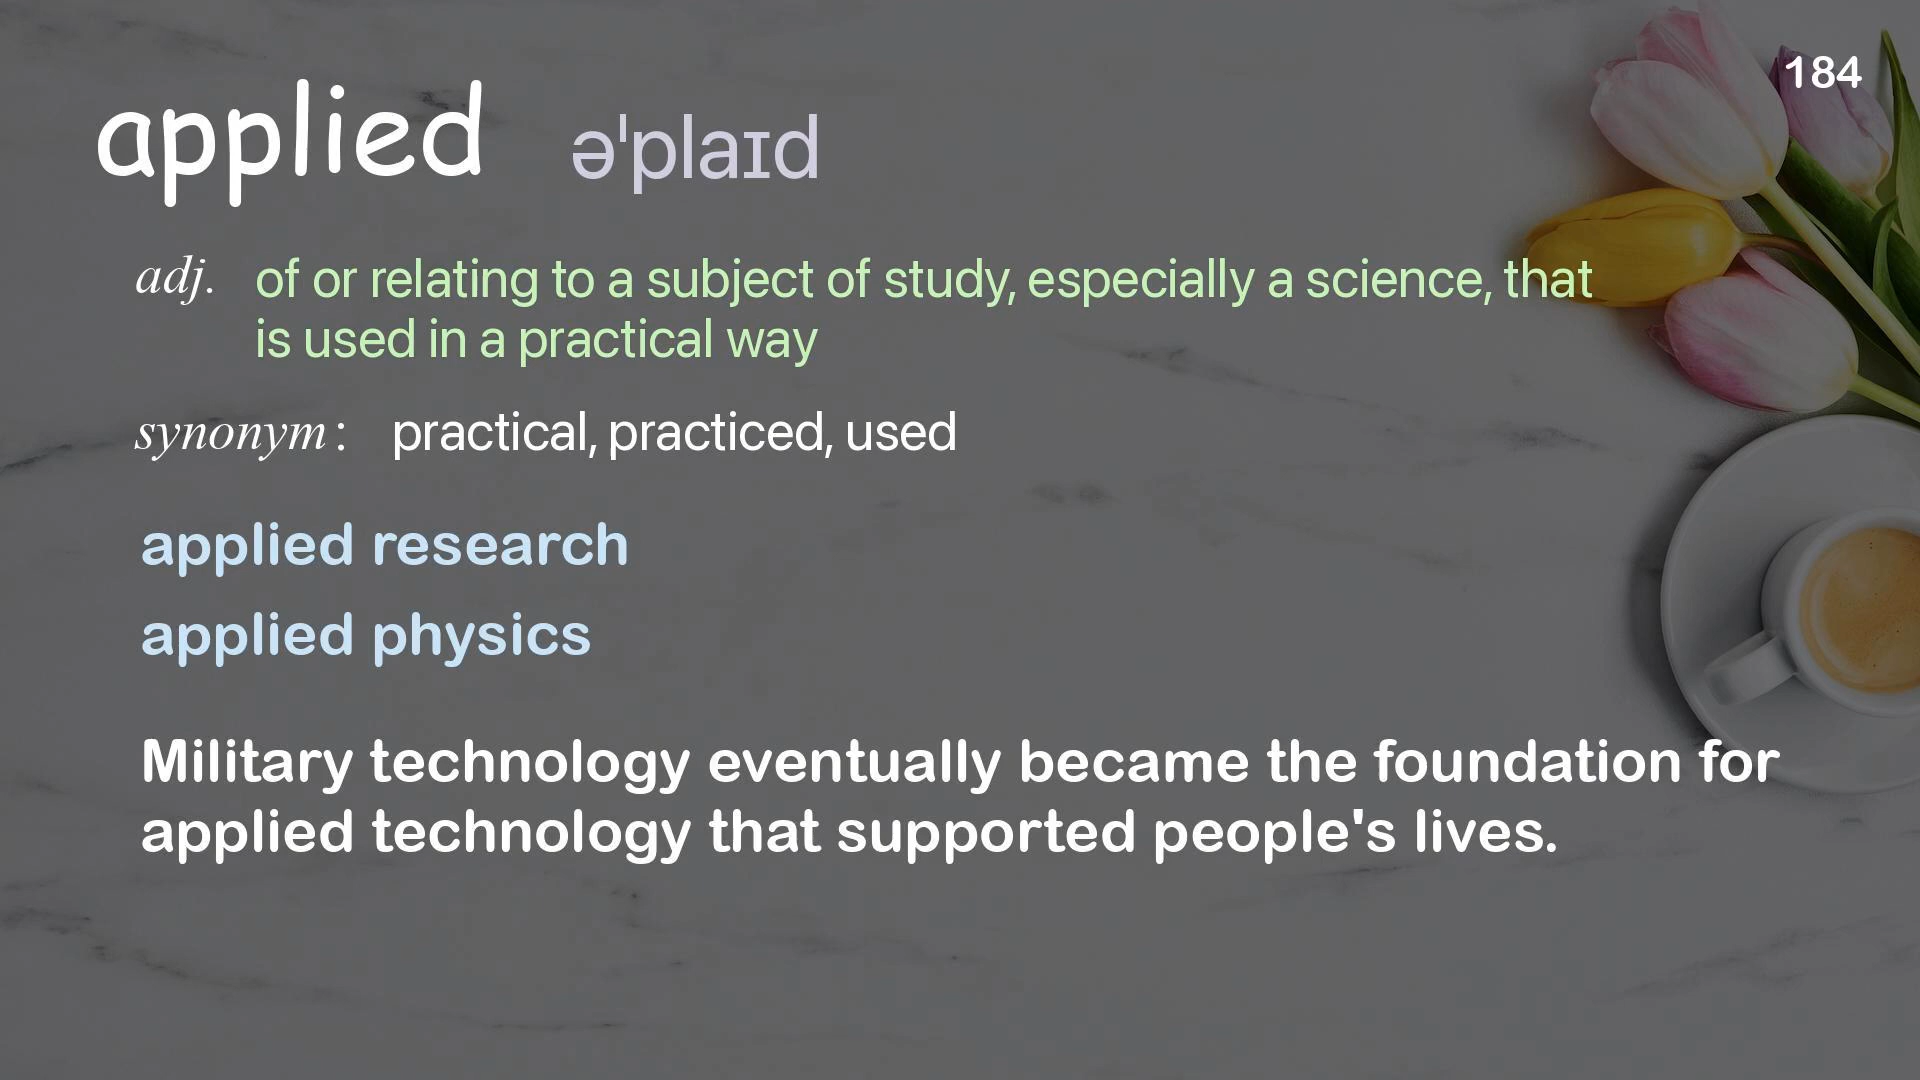 184
applied əˈplaɪd
adj. of or relating to a subject of study, especially a science, that
is used in a practical way
synonym: practical, practiced, used
applied research
applied physics
Military technology eventually became the foundation for
applied technology that supported people's lives.